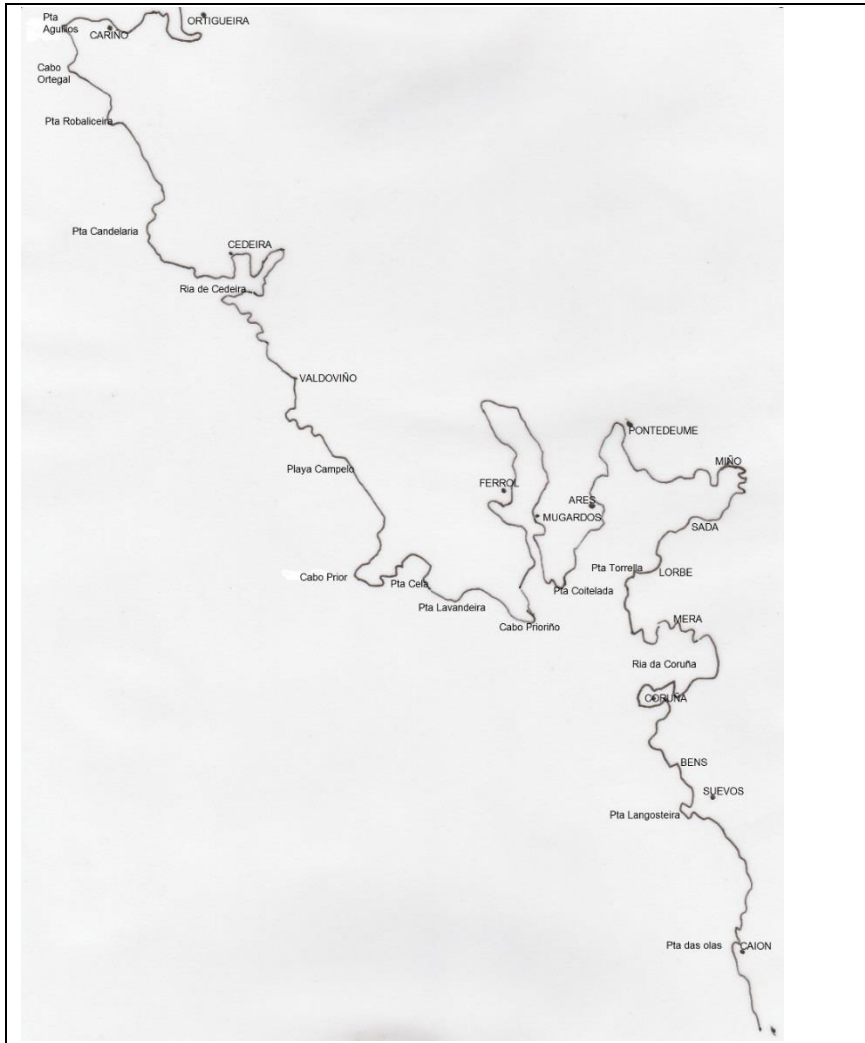 Pta
Aguillos
ORTIGUEIRA
CARIÑO
Cabo
Ortegal
Pta Robaliceira
Pta Candelaria
CEDEIRA
Ria de Cedeira
VALDOVIÑO
PONTEDEUME
MIÑO
Playa Campelo
FERROL
ARES
MUGARDOS
SADA
Pta Torrella
LORBE
Cabo Prior
Pta Cela
Pta Coitelada
Pta Lavandeira
MERA
Cabo Prioriño
Ria da Coruña
CORUÑA
BENS
SUEVOS
Pta Langosteira
Pta das olas
CAION